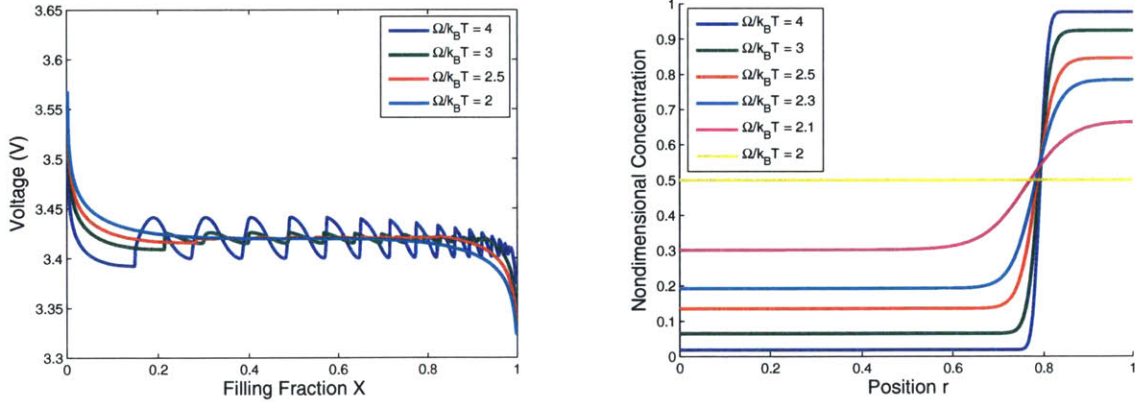 3.65
3.6
3.55
3.5
3.45
3.4
3.35
3.3
Voltage (V)
0
0.2
0.4
0.6
0.8
1
Filling Fraction X
Ω/k_BT = 4
Ω/k_BT = 3
Ω/k_BT = 2.5
Ω/k_BT = 2
1
0.9
0.8
0.7
0.6
0.5
0.4
0.3
0.2
0.1
0
Nondimensional Concentration
0
0.2
0.4
0.6
0.8
1
Position r
Ω/k_BT = 4
Ω/k_BT = 3
Ω/k_BT = 2.5
Ω/k_BT = 2.3
Ω/k_BT = 2.1
Ω/k_BT = 2